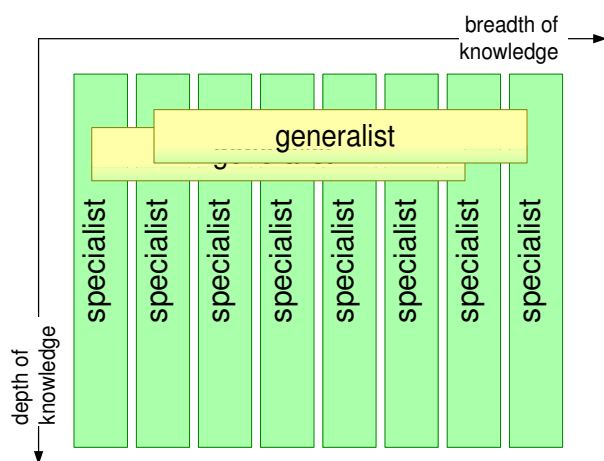 breadth of
knowledge
generalist
specialist
specialist
specialist
specialist
specialist
specialist
specialist
specialist
depth of
knowledge